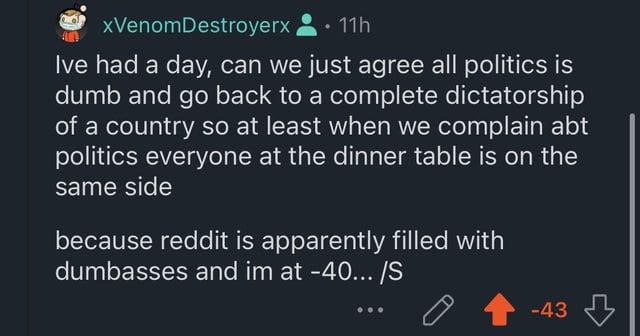 xVenomDestroyerx · 11h
Ive had a day, can we just agree all politics is
dumb and go back to a complete dictatorship
of a country so at least when we complain abt
politics everyone at the dinner table is on the
same side
because reddit is apparently filled with
dumbasses and im at -40... /S
... -43